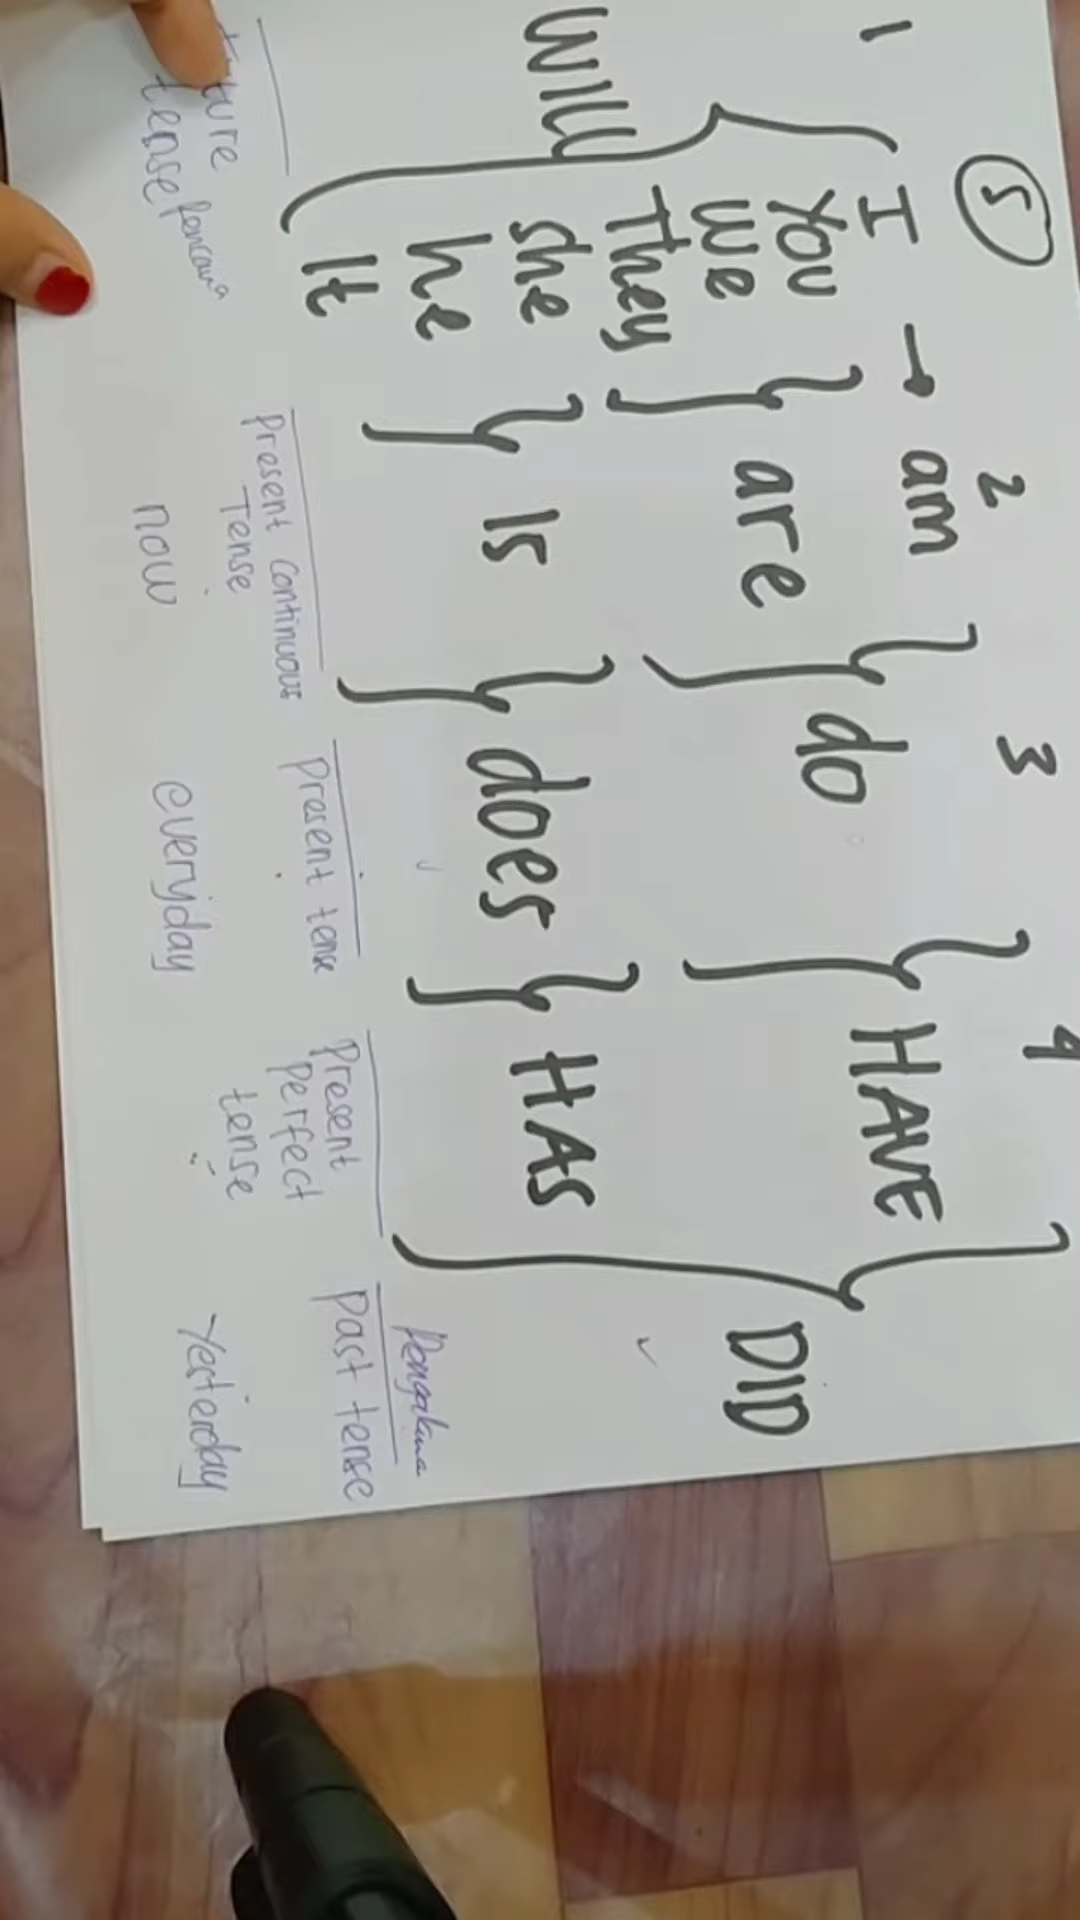 5
1
2
3
4
I → am
You
We
They
are
she
he
It
Is
WILL
do
does
HAVE
HAS
DID
tense
Present Continuous
Tense
now
Present tense
everyday
Present
perfect
tense
Past tense
Yesterday